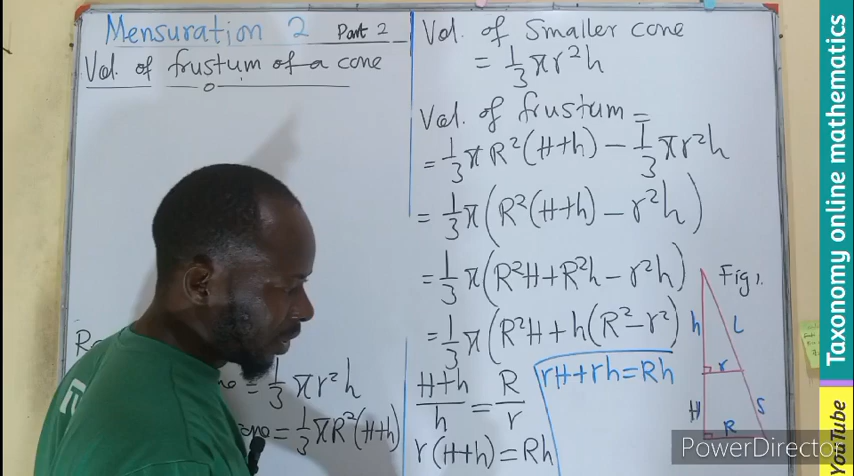 Mensuration 2 Part 2
Vol. of frustum of a cone
= 1/3 πr²h
= 1/3 πR²(H+h)
Vol. of Smaller cone
= 1/3 πr²h
Vol. of frustum =
= 1/3 πR²(H+h) – 1/3 πr²h
= 1/3 π(R²(H+h) – r²h)
= 1/3 π(R²H+R²h – r²h)
= 1/3 π(R²H+h(R²–r²)
H+h/h = R/r
r(H+h) = Rh
rH+rh=Rh
Fig 1.
h
L
r
H
S
R
PowerDirector
Taxonomy online mathematics
YouTube